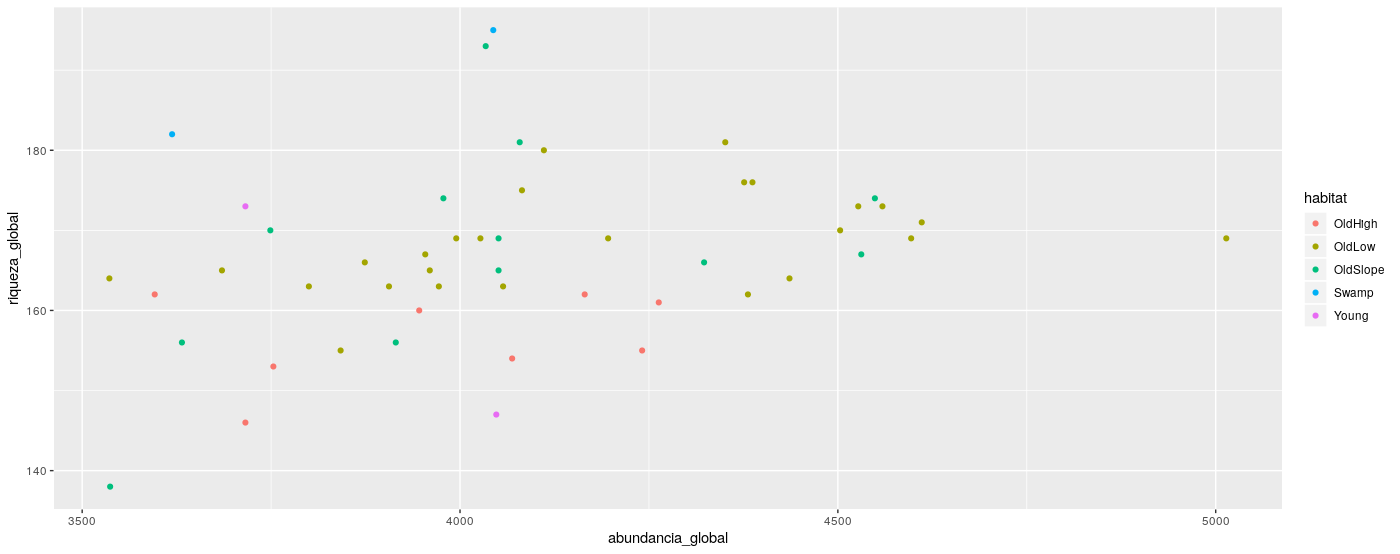 riqueza_global
180
160
140
3500
4000
4500
5000
abundancia_global
habitat
OldHigh
OldLow
OldSlope
Swamp
Young